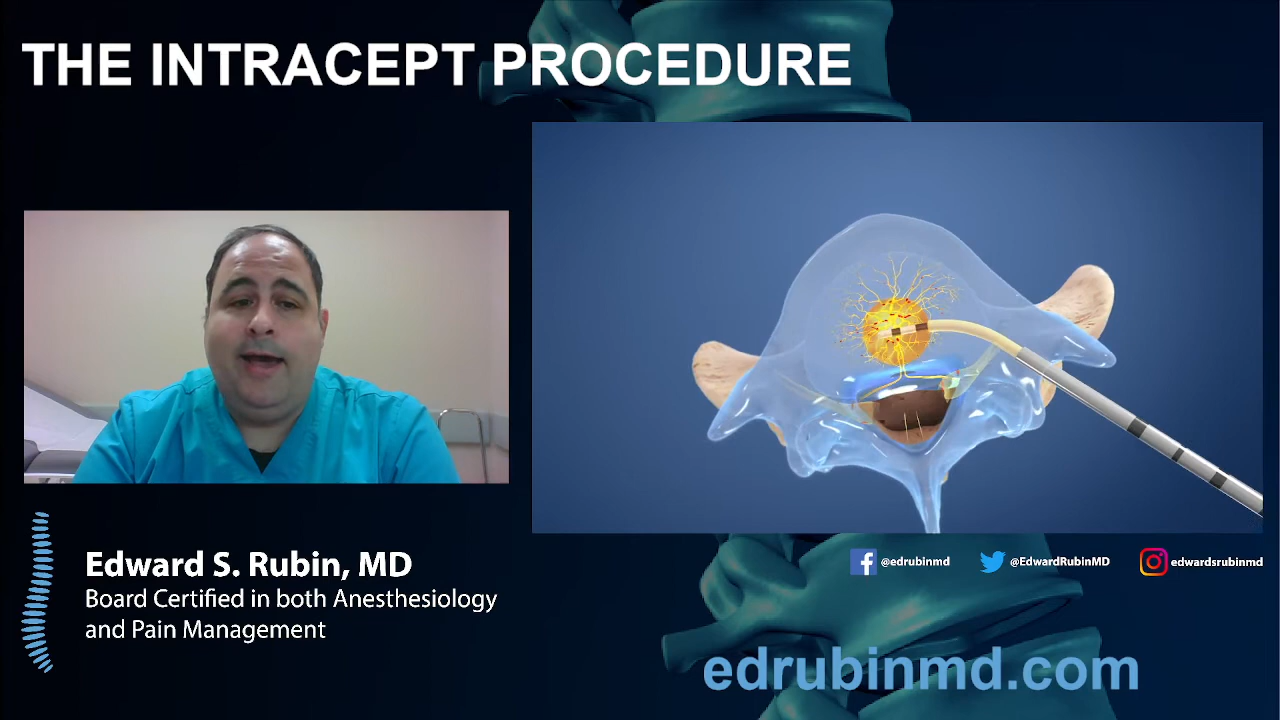 THE INTRACEPT PROCEDURE
Edward S. Rubin, MD
Board Certified in both Anesthesiology
and Pain Management
@edrubinmd
@EdwardRubinMD
edwardsrubinmd
edrubinmd.com